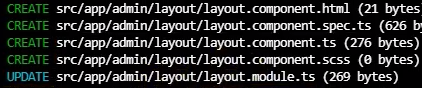 CREATE src/app/admin/layout/layout.component.html (21 bytes)
CREATE src/app/admin/layout/layout.component.spec.ts (626 by
CREATE src/app/admin/layout/layout.component.ts (276 bytes)
CREATE src/app/admin/layout/layout.component.scss (0 bytes)
UPDATE src/app/admin/layout/layout.module.ts (269 bytes)